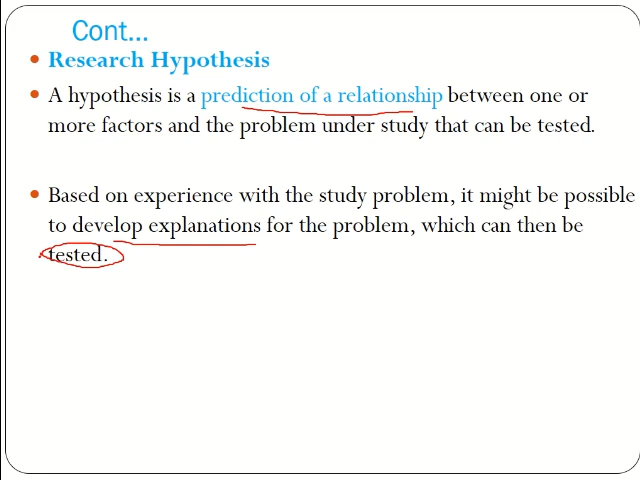 Cont...
• Research Hypothesis
• A hypothesis is a prediction of a relationship between one or
more factors and the problem under study that can be tested.
• Based on experience with the study problem, it might be possible
to develop explanations for the problem, which can then be
tested.